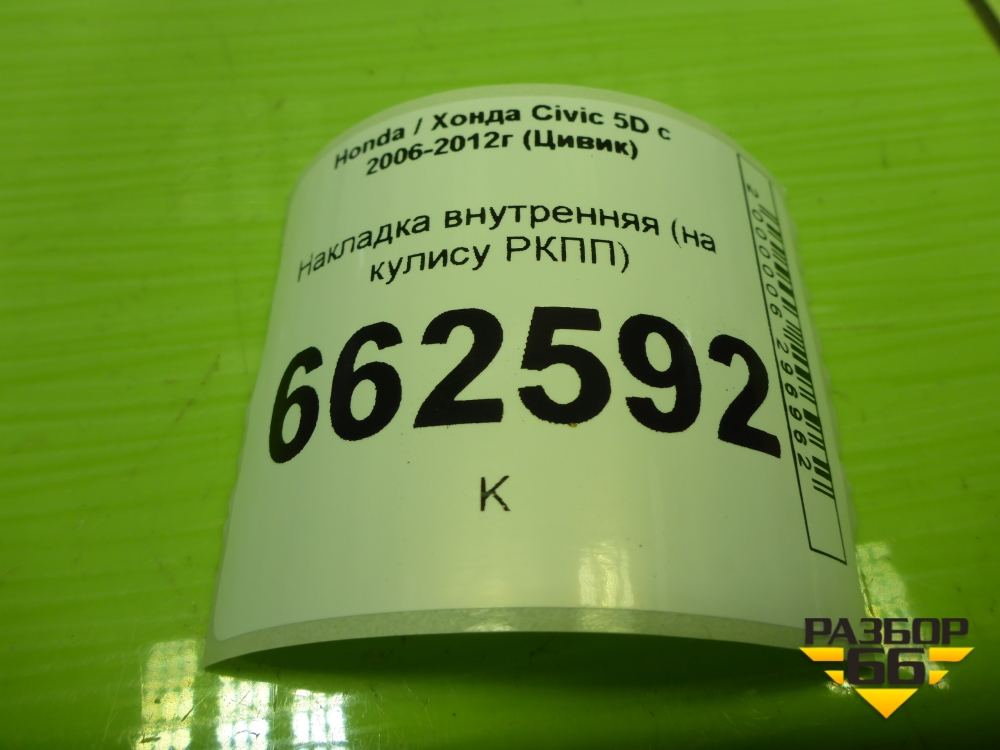 Honda / Хонда Civic 5D с
2006-2012г (Цивик)
Накладка внутренняя (на
кулису РКПП)
662592
К
2000006296962
РАЗБОР
66